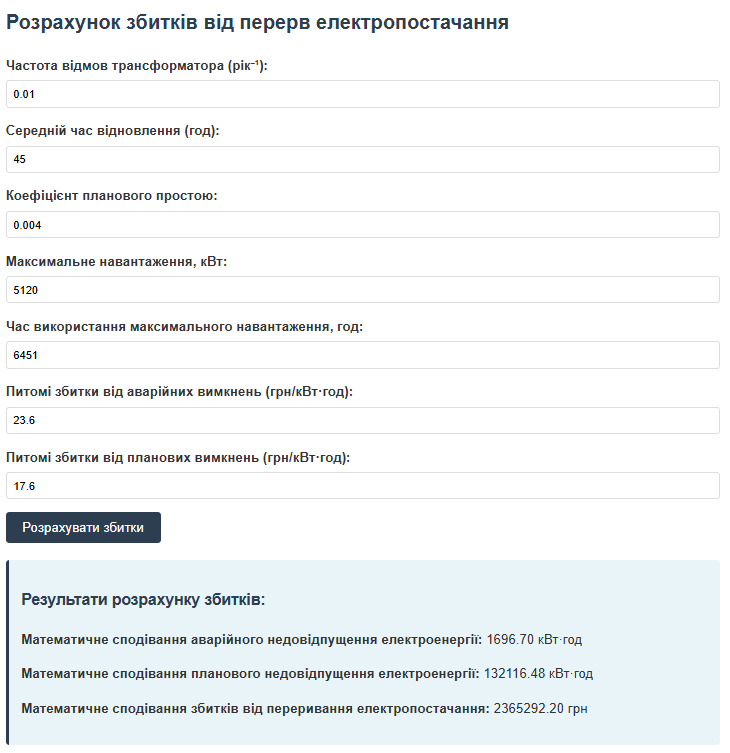 Розрахунок збитків від перерв електропостачання
Частота відмов трансформатора (рік⁻¹):
0.01
Середній час відновлення (год):
45
Коефіцієнт планового простою:
0.004
Максимальне навантаження, кВт:
5120
Час використання максимального навантаження, год:
6451
Питомі збитки від аварійних вимкнень (грн/кВт·год):
23.6
Питомі збитки від планових вимкнень (грн/кВт·год):
17.6
Розрахувати збитки
Результати розрахунку збитків:
Математичне сподівання аварійного недовідпущення електроенергії: 1696.70 кВт·год
Математичне сподівання планового недовідпущення електроенергії: 132116.48 кВт·год
Математичне сподівання збитків від переривання електропостачання: 2365292.20 грн